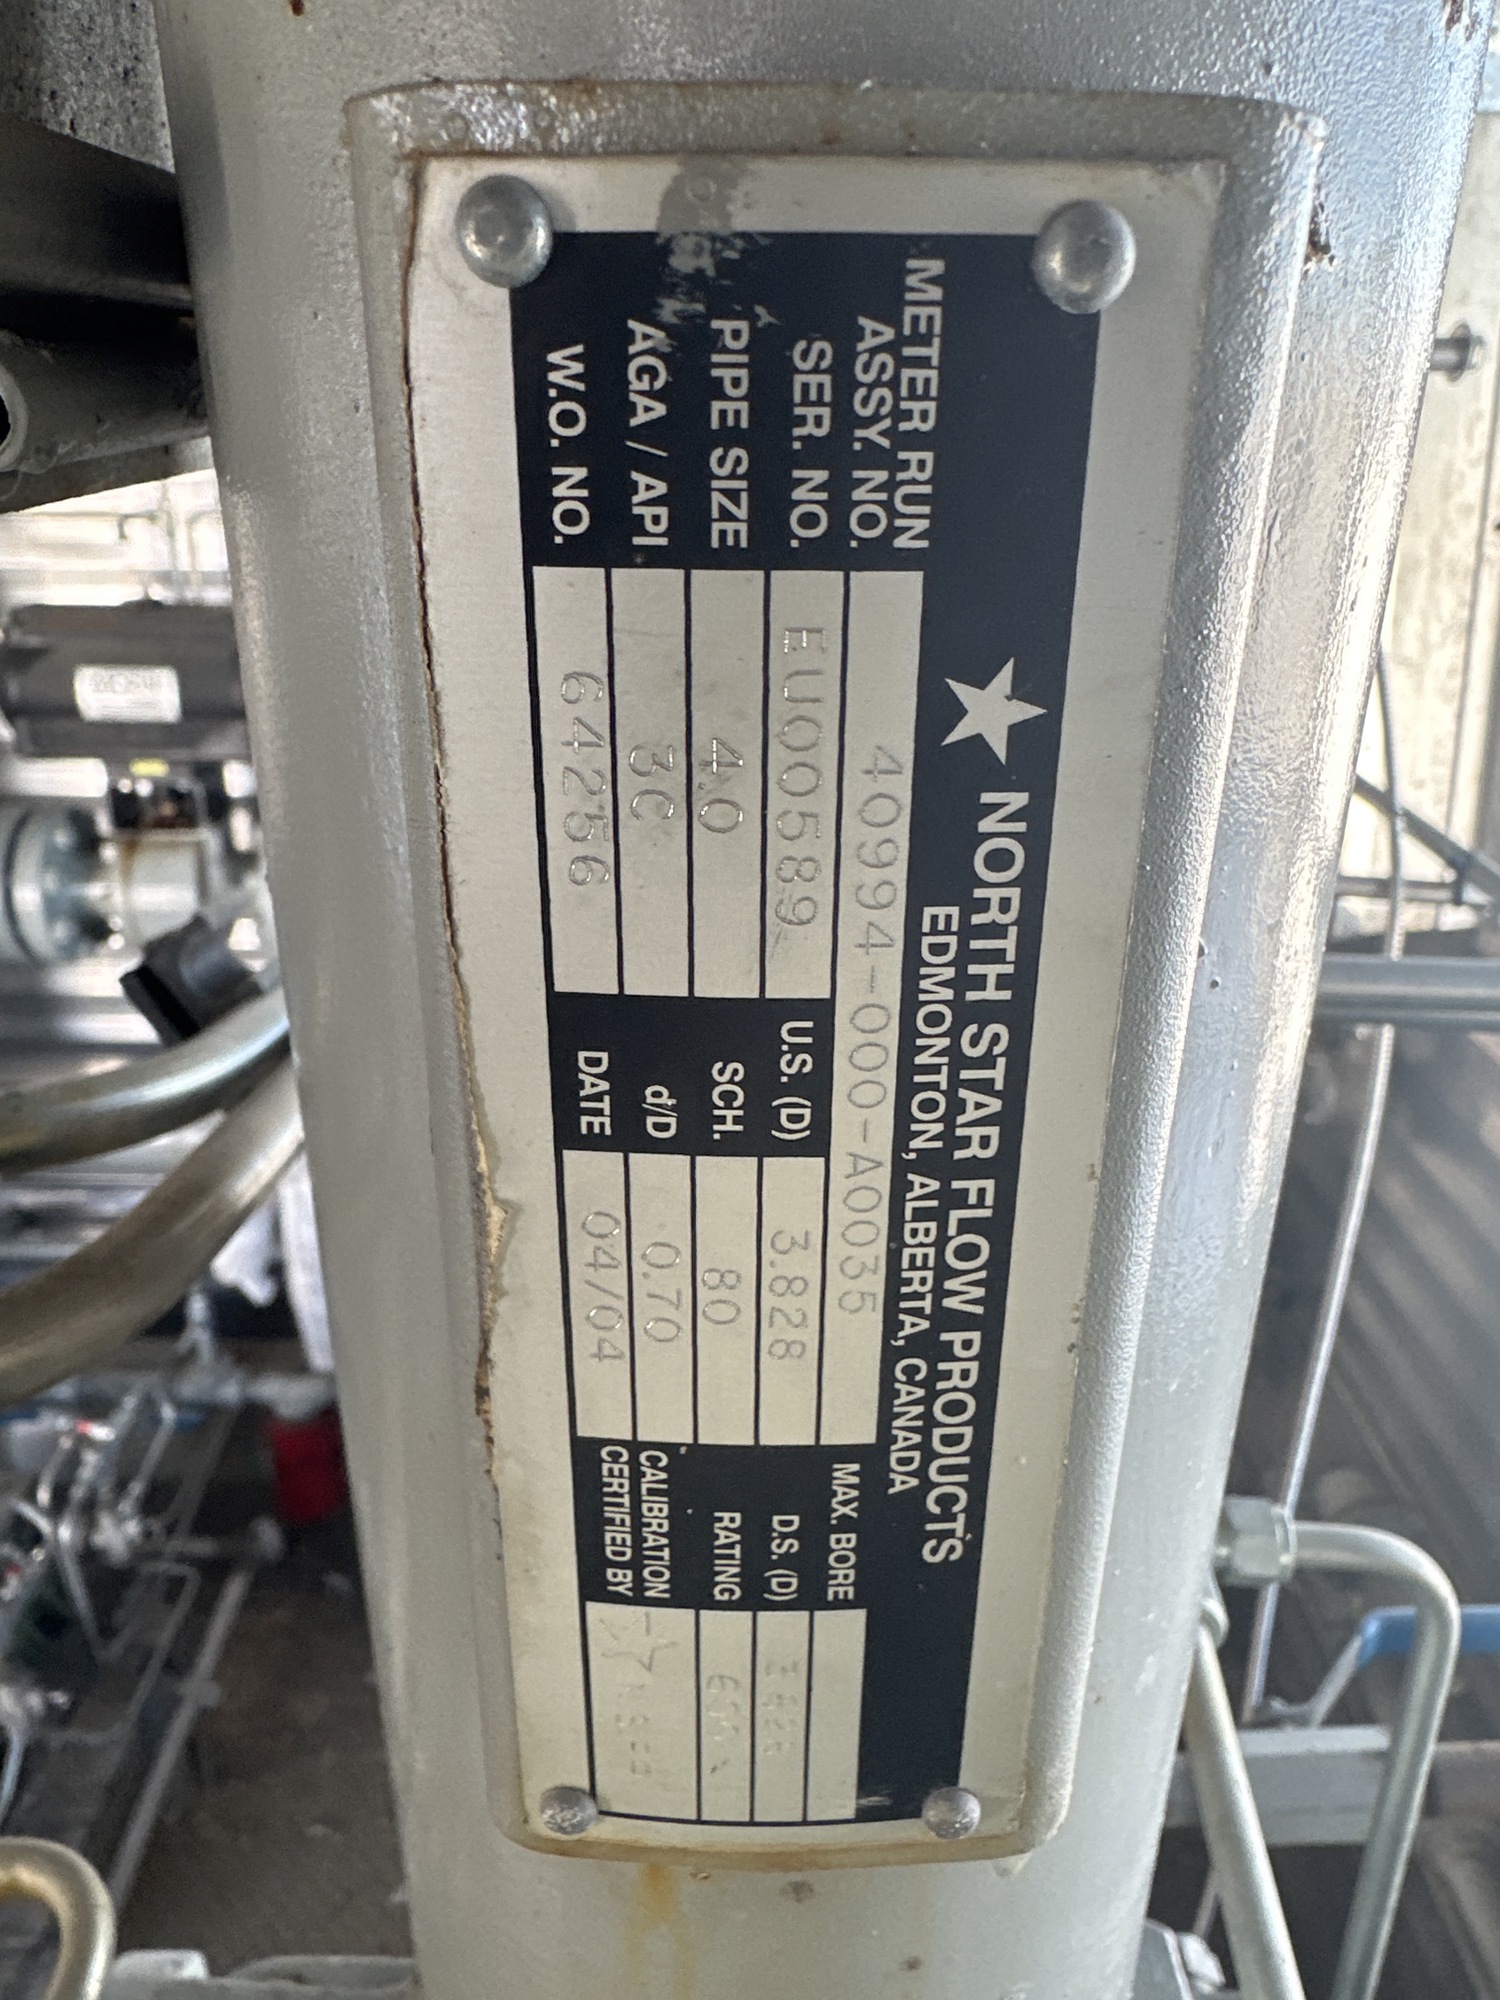 NORTH STAR FLOW PRODUCTS
EDMONTON, ALBERTA, CANADA
METER RUN
ASSY. NO. 40994-000-A0035 MAX. BORE
SER. NO. EU00589 U.S. (D) 3.828 D.S. (D)
PIPE SIZE 4.0 SCH. 80 RATING
AGA / API 3C d/D 0.70 CALIBRATION
W.O. NO. 64256 DATE 04/04 CERTIFIED BY